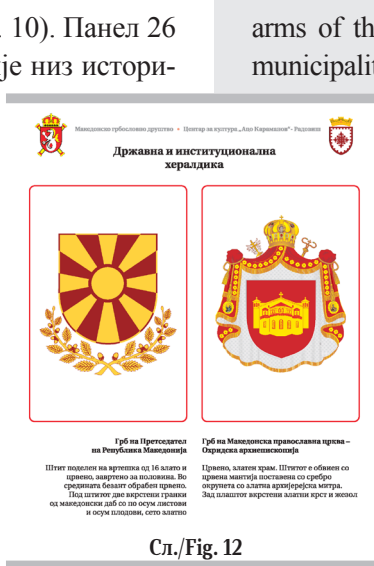 . 10). Панел 26
je низ истори-
arms of th
municipalit
Македонско грбословно друштво • Центар за култура „Ацо Караманов“- Радовиш
Државна и институционална
хералдика
Грб на Претседател
на Република Македонија
Штит поделен на вртешка од 16 злато и
црвено, завртено за половина. Во
средината безант обрабен црвено.
Под штитот две вкрстени гранки
од македонски даб со по осум листови
и осум плодови, сето златно
Грб на Македонска православна црква –
Охридска архиепископија
Црвено, златен храм. Штитот е обвиен со
црвена мантија поставена со сребро
окрунета со златна архијерејска митра.
Зад плаштот вкрстени златни крст и жезол
Сл./Fig. 12